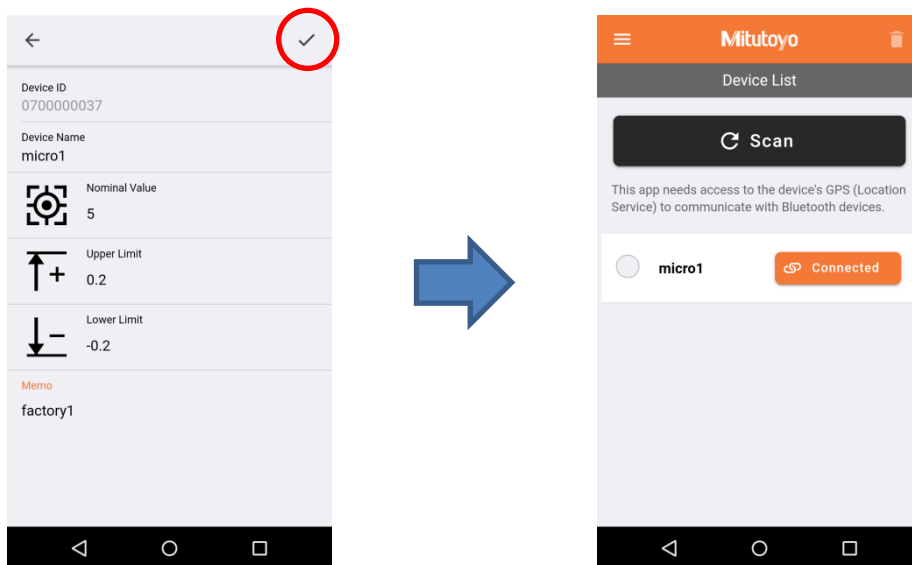 Device ID
0700000037
Device Name
micro1
Nominal Value
5
Upper Limit
0.2
Lower Limit
-0.2
Memo
factory1
Mitutoyo
Device List
Scan
This app needs access to the device's GPS (Location
Service) to communicate with Bluetooth devices.
micro1
Connected